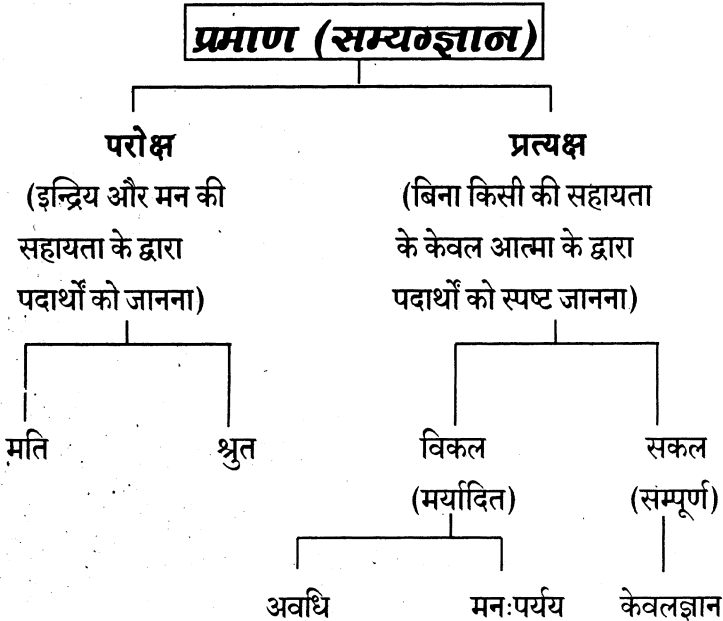 प्रमाण (सम्यग्ज्ञान)
परोक्ष
(इन्द्रिय और मन की
सहायता के द्वारा
पदार्थों को जानना)
प्रत्यक्ष
(बिना किसी की सहायता
के केवल आत्मा के द्वारा
पदार्थों को स्पष्ट जानना)
मति
श्रुत
विकल
(मर्यादित)
सकल
(संम्पूर्ण)
अवधि
मनःपर्यय
केवलज्ञान